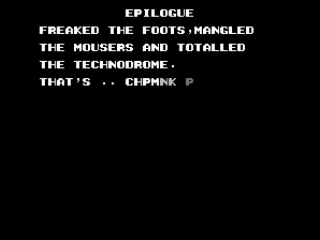 EPILOGUE
FREAKED THE FOOTS,MANGLED
THE MOUSERS AND TOTALLED
THE TECHNODROME.
THAT'S .. CHPMNK P